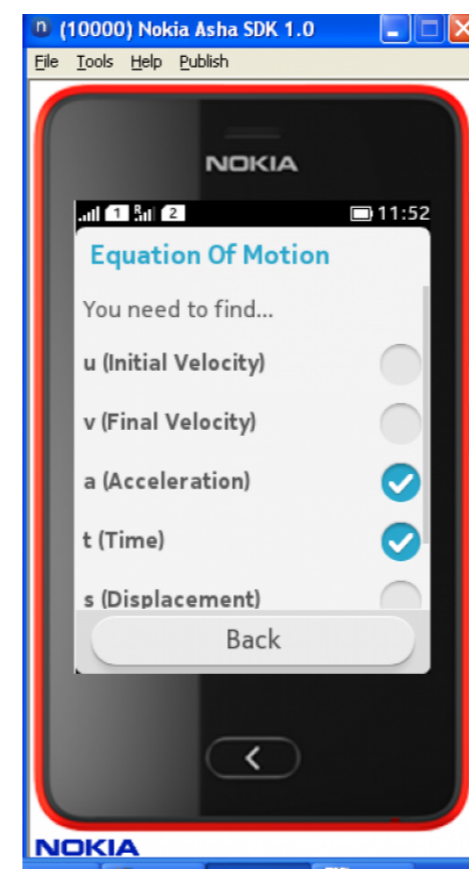 n (10000) Nokia Asha SDK 1.0
File Tools Help Publish
NOKIA
1 R 2 11:52
Equation Of Motion
You need to find...
u (Initial Velocity)
v (Final Velocity)
a (Acceleration)
t (Time)
s (Displacement)
Back
NOKIA